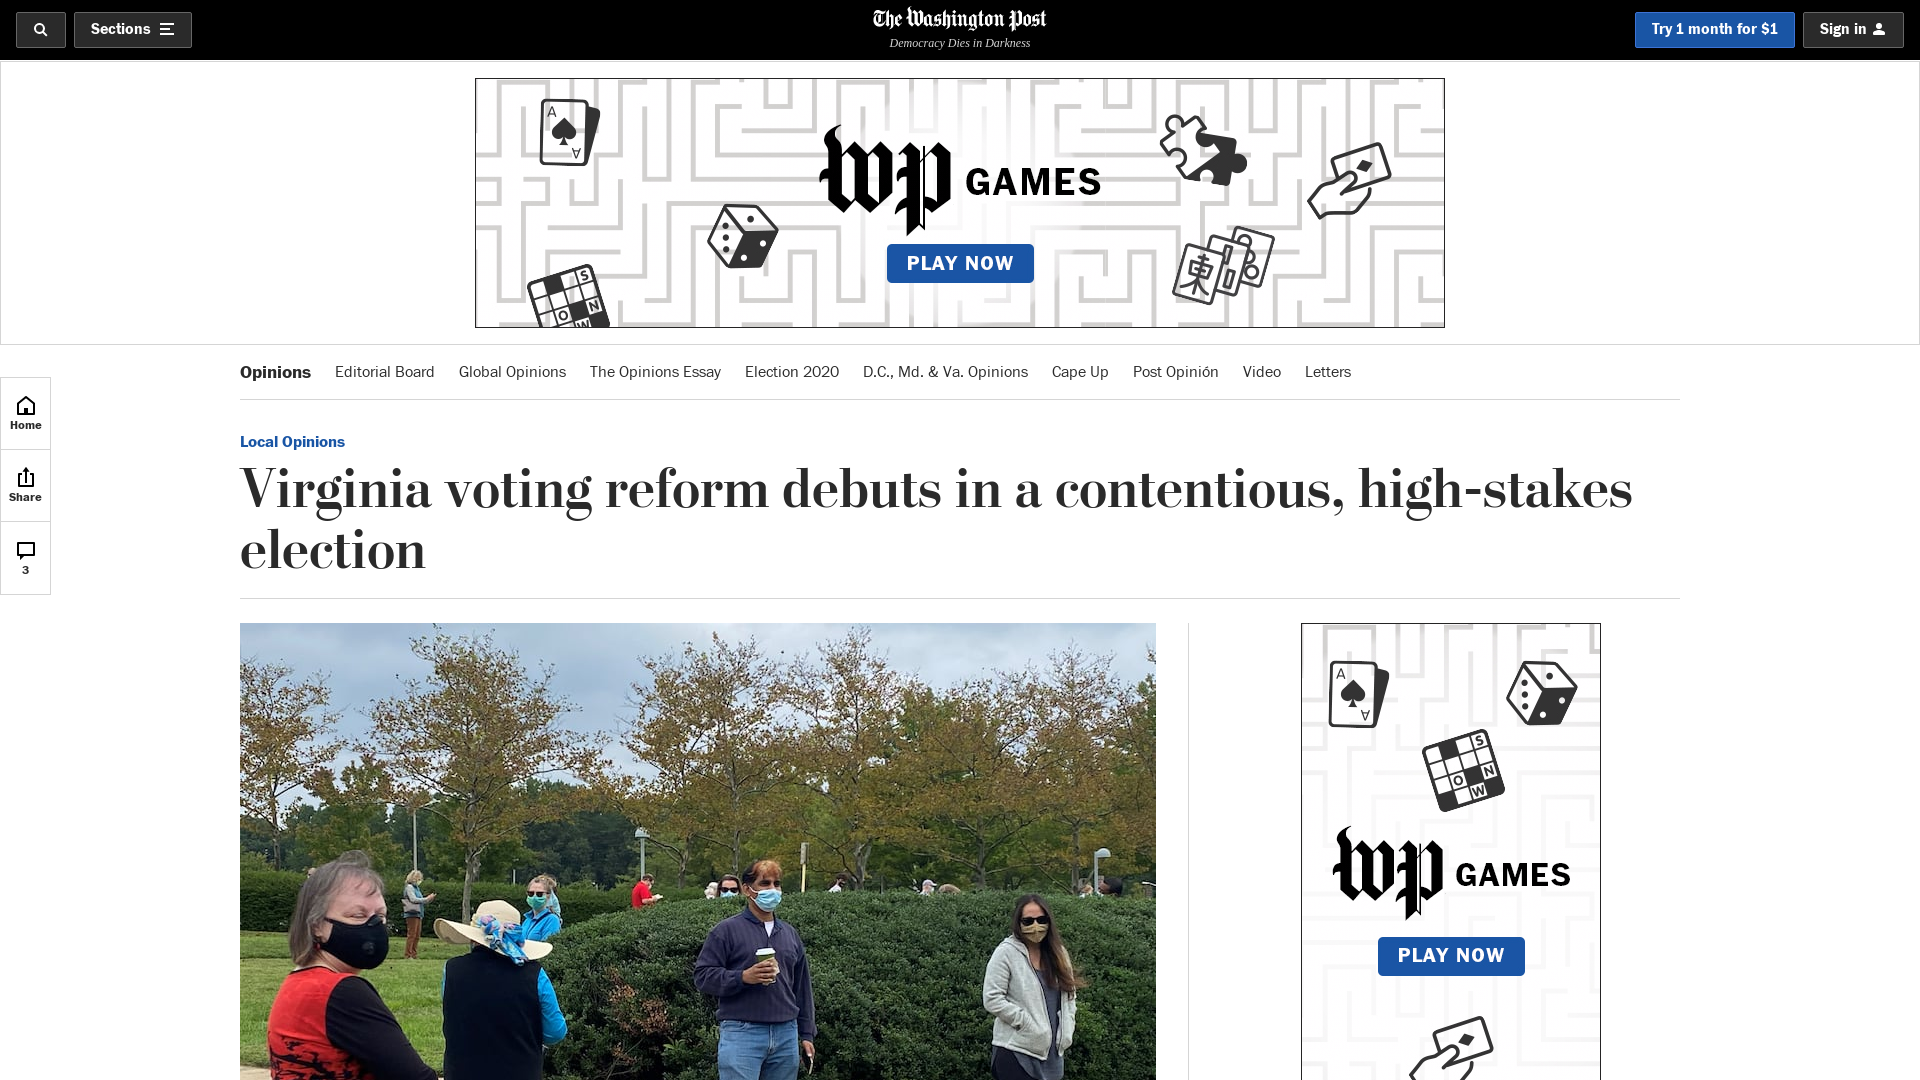 Sections
The Washington Post
Democracy Dies in Darkness
Try 1 month for $1
Sign in
A
A
S
O N
W
wp GAMES
PLAY NOW
東
Opinions Editorial Board Global Opinions The Opinions Essay Election 2020 D.C., Md. & Va. Opinions Cape Up Post Opinión Video Letters
Home
Share
3
Local Opinions
Virginia voting reform debuts in a contentious, high-stakes
election
A
A
S
O N
W
wp GAMES
PLAY NOW